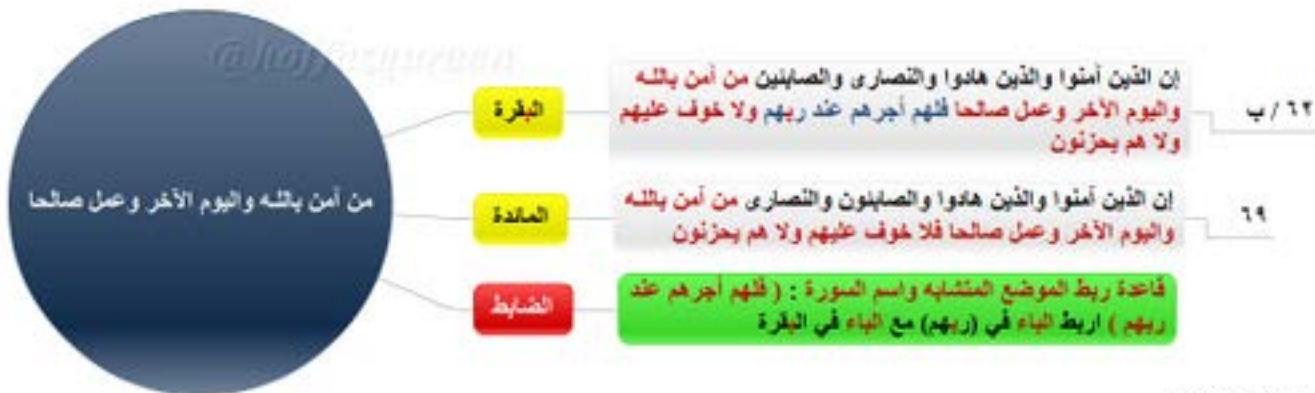 @haffezquraan
من آمن بالله واليوم الآخر وعمل صالحا
البقرة
إن الذين آمنوا والذين هادوا والنصارى والصابئين من آمن بالله
واليوم الآخر وعمل صالحا فلهم أجرهم عند ربهم ولا خوف عليهم
ولا هم يحزنون
٦٢ / ب
المائدة
إن الذين آمنوا والذين هادوا والصابئون والنصارى من آمن بالله
واليوم الآخر وعمل صالحا فلا خوف عليهم ولا هم يحزنون
٦٩
الضابط
قاعدة ربط الموضع المتشابه واسم السورة : ( فلهم أجرهم عند
ربهم ) اربط الباء في (ربهم) مع الباء في البقرة